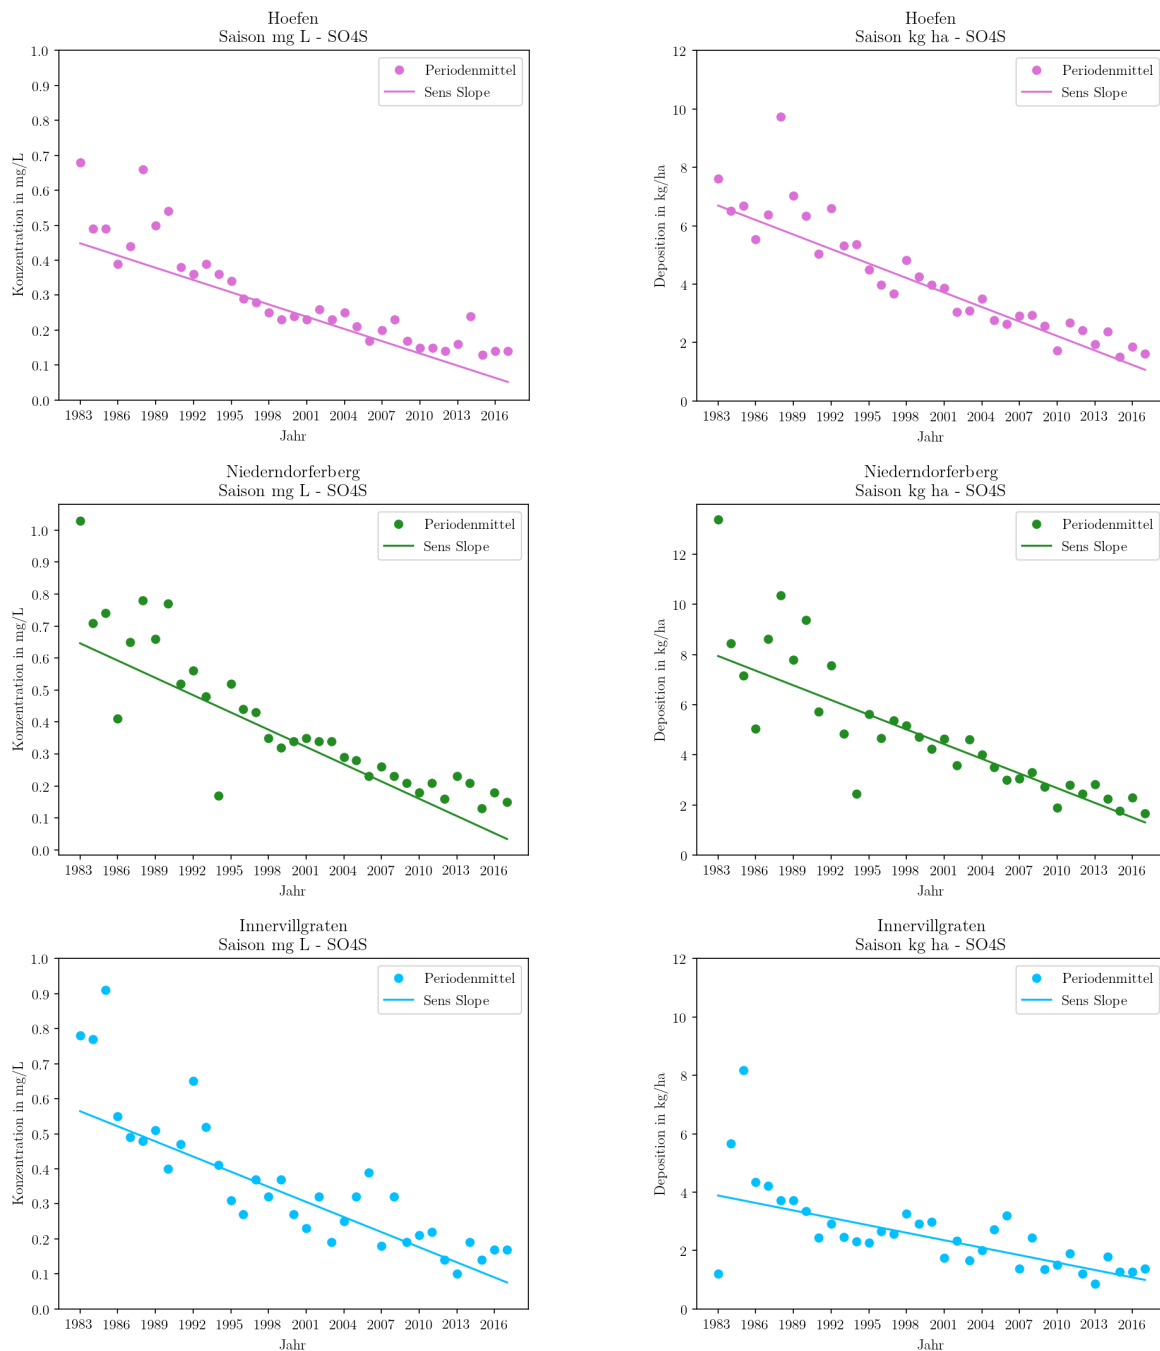 Hoefen
Saison mg L - SO4S
1.0
0.9
0.8
0.7
0.6
0.5
0.4
0.3
0.2
0.1
0.0
Konzentration in mg/L
Periodenmittel
Sens Slope
1983 1986 1989 1992 1995 1998 2001 2004 2007 2010 2013 2016
Jahr
Hoefen
Saison kg ha - SO4S
12
10
8
6
4
2
0
Deposition in kg/ha
Periodenmittel
Sens Slope
1983 1986 1989 1992 1995 1998 2001 2004 2007 2010 2013 2016
Jahr
Niederndorferberg
Saison mg L - SO4S
1.0
0.9
0.8
0.7
0.6
0.5
0.4
0.3
0.2
0.1
0.0
Konzentration in mg/L
Periodenmittel
Sens Slope
1983 1986 1989 1992 1995 1998 2001 2004 2007 2010 2013 2016
Jahr
Niederndorferberg
Saison kg ha - SO4S
12
10
8
6
4
2
0
Deposition in kg/ha
Periodenmittel
Sens Slope
1983 1986 1989 1992 1995 1998 2001 2004 2007 2010 2013 2016
Jahr
Innervillgraten
Saison mg L - SO4S
1.0
0.9
0.8
0.7
0.6
0.5
0.4
0.3
0.2
0.1
0.0
Konzentration in mg/L
Periodenmittel
Sens Slope
1983 1986 1989 1992 1995 1998 2001 2004 2007 2010 2013 2016
Jahr
Innervillgraten
Saison kg ha - SO4S
12
10
8
6
4
2
0
Deposition in kg/ha
Periodenmittel
Sens Slope
1983 1986 1989 1992 1995 1998 2001 2004 2007 2010 2013 2016
Jahr